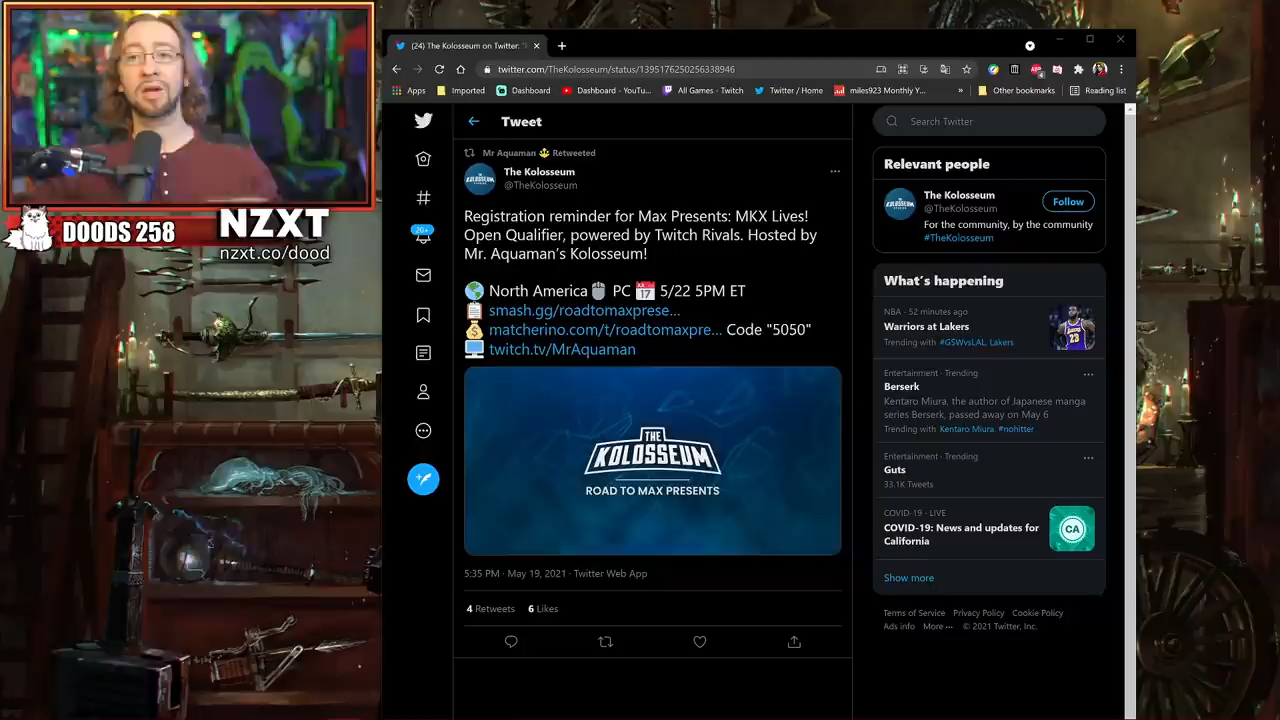 (24) The Kolosseum on Twitter: "
twitter.com/TheKolosseum/status/1395176250256338946
Apps
Imported
Dashboard
Dashboard - YouTu...
All Games - Twitch
Twitter / Home
miles923 Monthly Y...
»
Other bookmarks
Reading list
DOODS 258
NZXT
nzxt.co/dood
20+
Tweet
Mr Aquaman Retweeted
The Kolosseum
@TheKolosseum
Registration reminder for Max Presents: MKX Lives!
Open Qualifier, powered by Twitch Rivals. Hosted by
Mr. Aquaman's Kolosseum!
North America PC 5/22 5PM ET
smash.gg/roadtomaxprese...
matcherino.com/t/roadtomaxpre... Code "5050"
twitch.tv/MrAquaman
THE
KOLOSSEUM
ROAD TO MAX PRESENTS
5:35 PM · May 19, 2021 · Twitter Web App
4 Retweets 6 Likes
Search Twitter
Relevant people
The Kolosseum
@TheKolosseum
Follow
For the community, by the community
#TheKolosseum
What's happening
NBA · 52 minutes ago
Warriors at Lakers
Trending with #GSWvsLAL, Lakers
Entertainment · Trending
Berserk
Kentaro Miura, the author of Japanese manga
series Berserk, passed away on May 6
Trending with Kentaro Miura, #nohitter
Entertainment · Trending
Guts
33.1K Tweets
COVID-19 · LIVE
COVID-19: News and updates for
California
CA
Show more
Terms of Service Privacy Policy Cookie Policy
Ads info More ··· © 2021 Twitter, Inc.